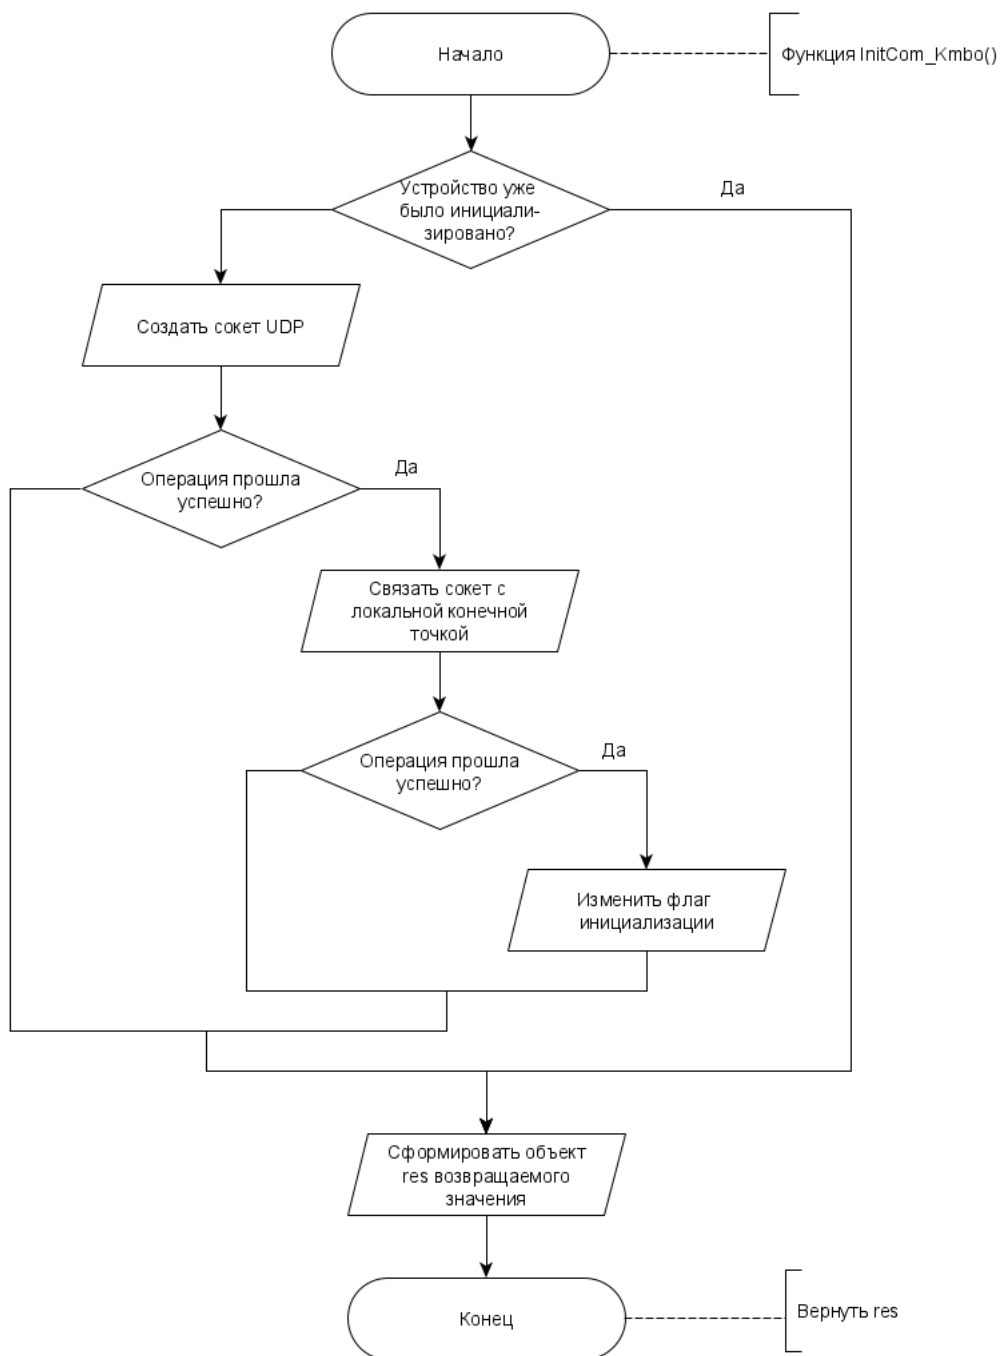 Начало
Функция InitCom_Kmbo()
Устройство уже
было инициали-
зировано?
Да
Создать сокет UDP
Операция прошла
успешно?
Да
Связать сокет с
локальной конечной
точкой
Операция прошла
успешно?
Да
Изменить флаг
инициализации
Сформировать объект
res возвращаемого
значения
Конец
Вернуть res